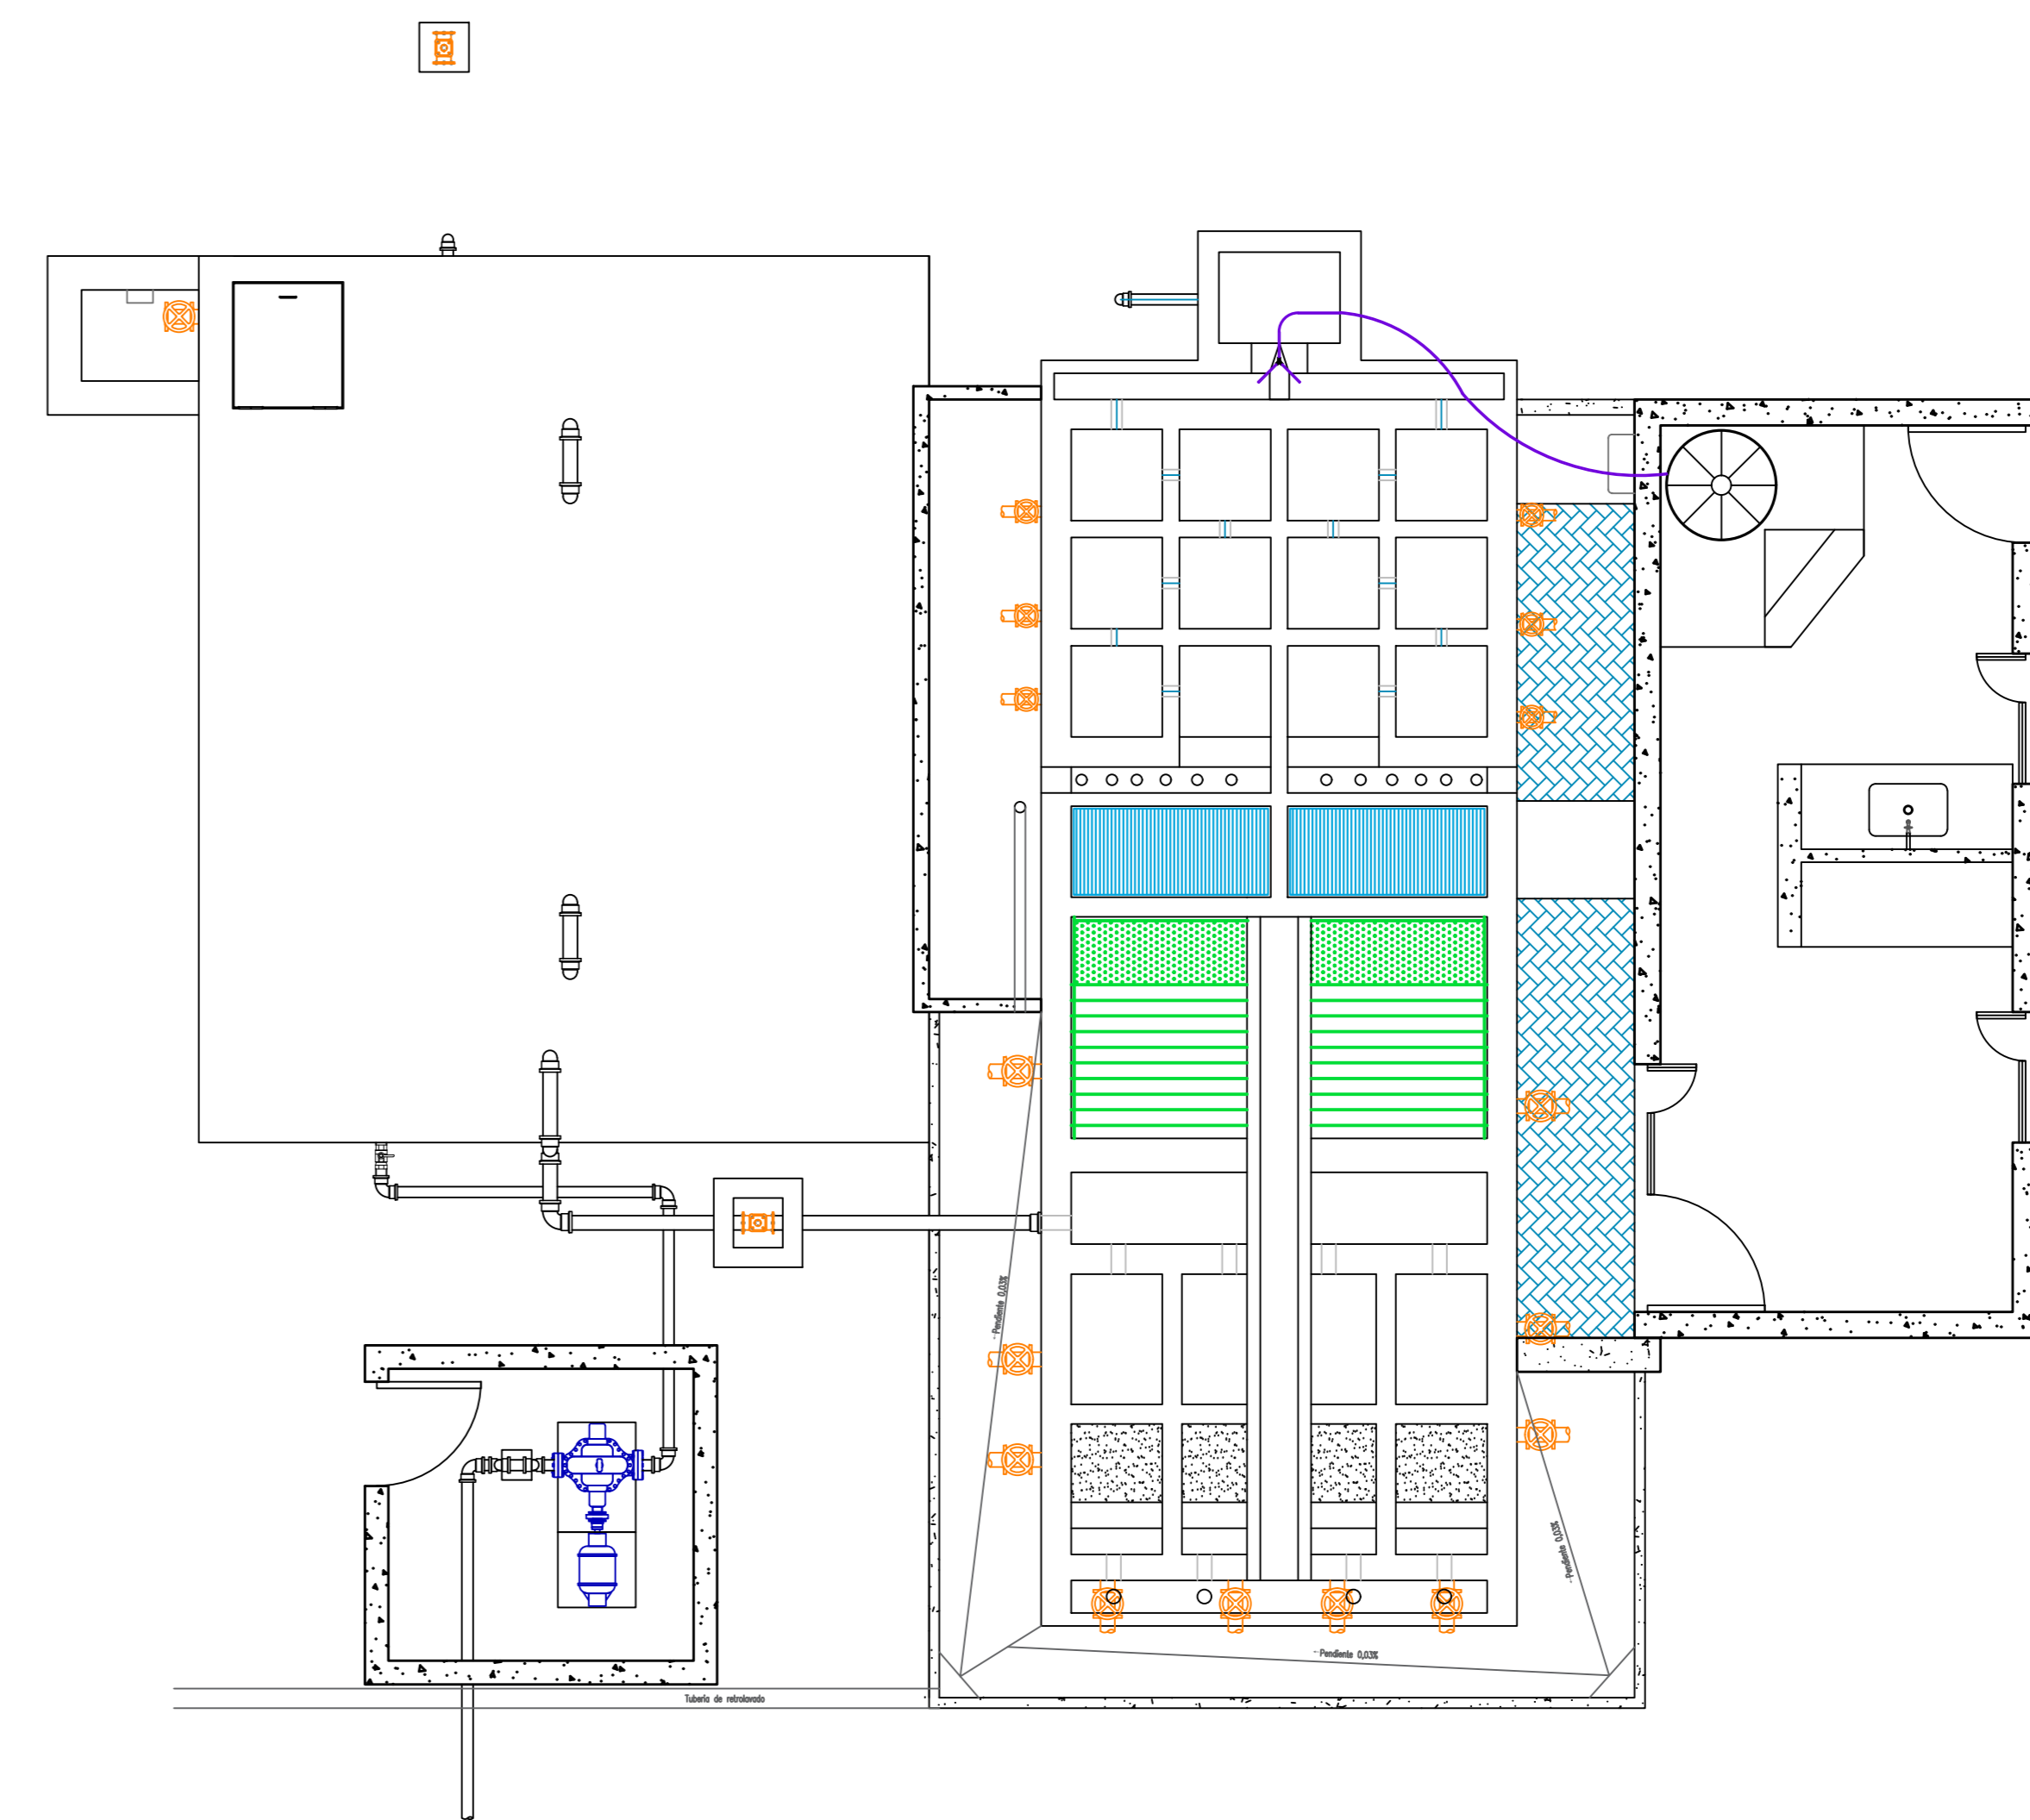 ←Pendiente 0,03%
←Pendiente 0,03%
←Pendiente 0,03%
Tubería de retrolavado